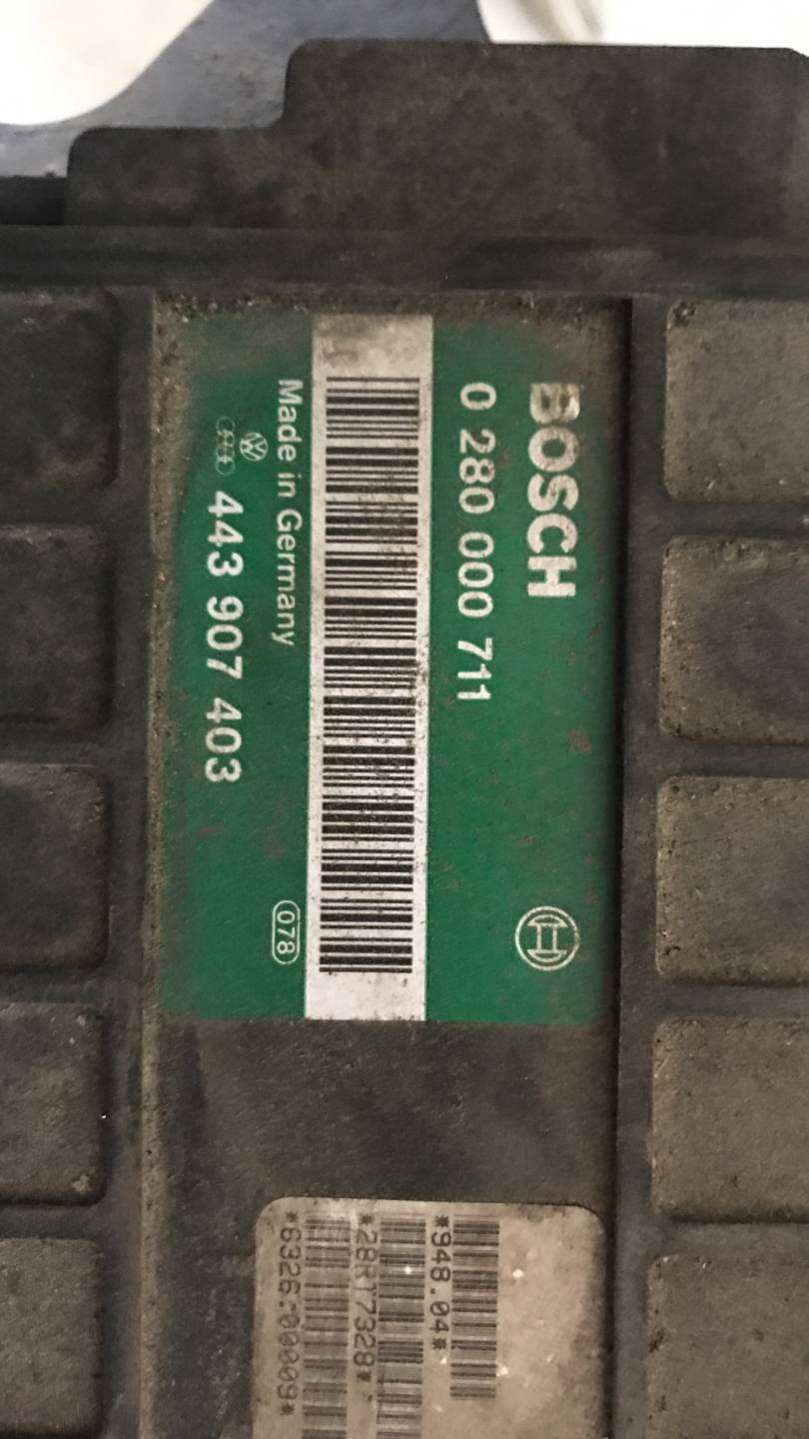 BOSCH
0 280 000 711
Made in Germany
443 907 403
078
*948.04*
*28RT7328*
*6326.00009*